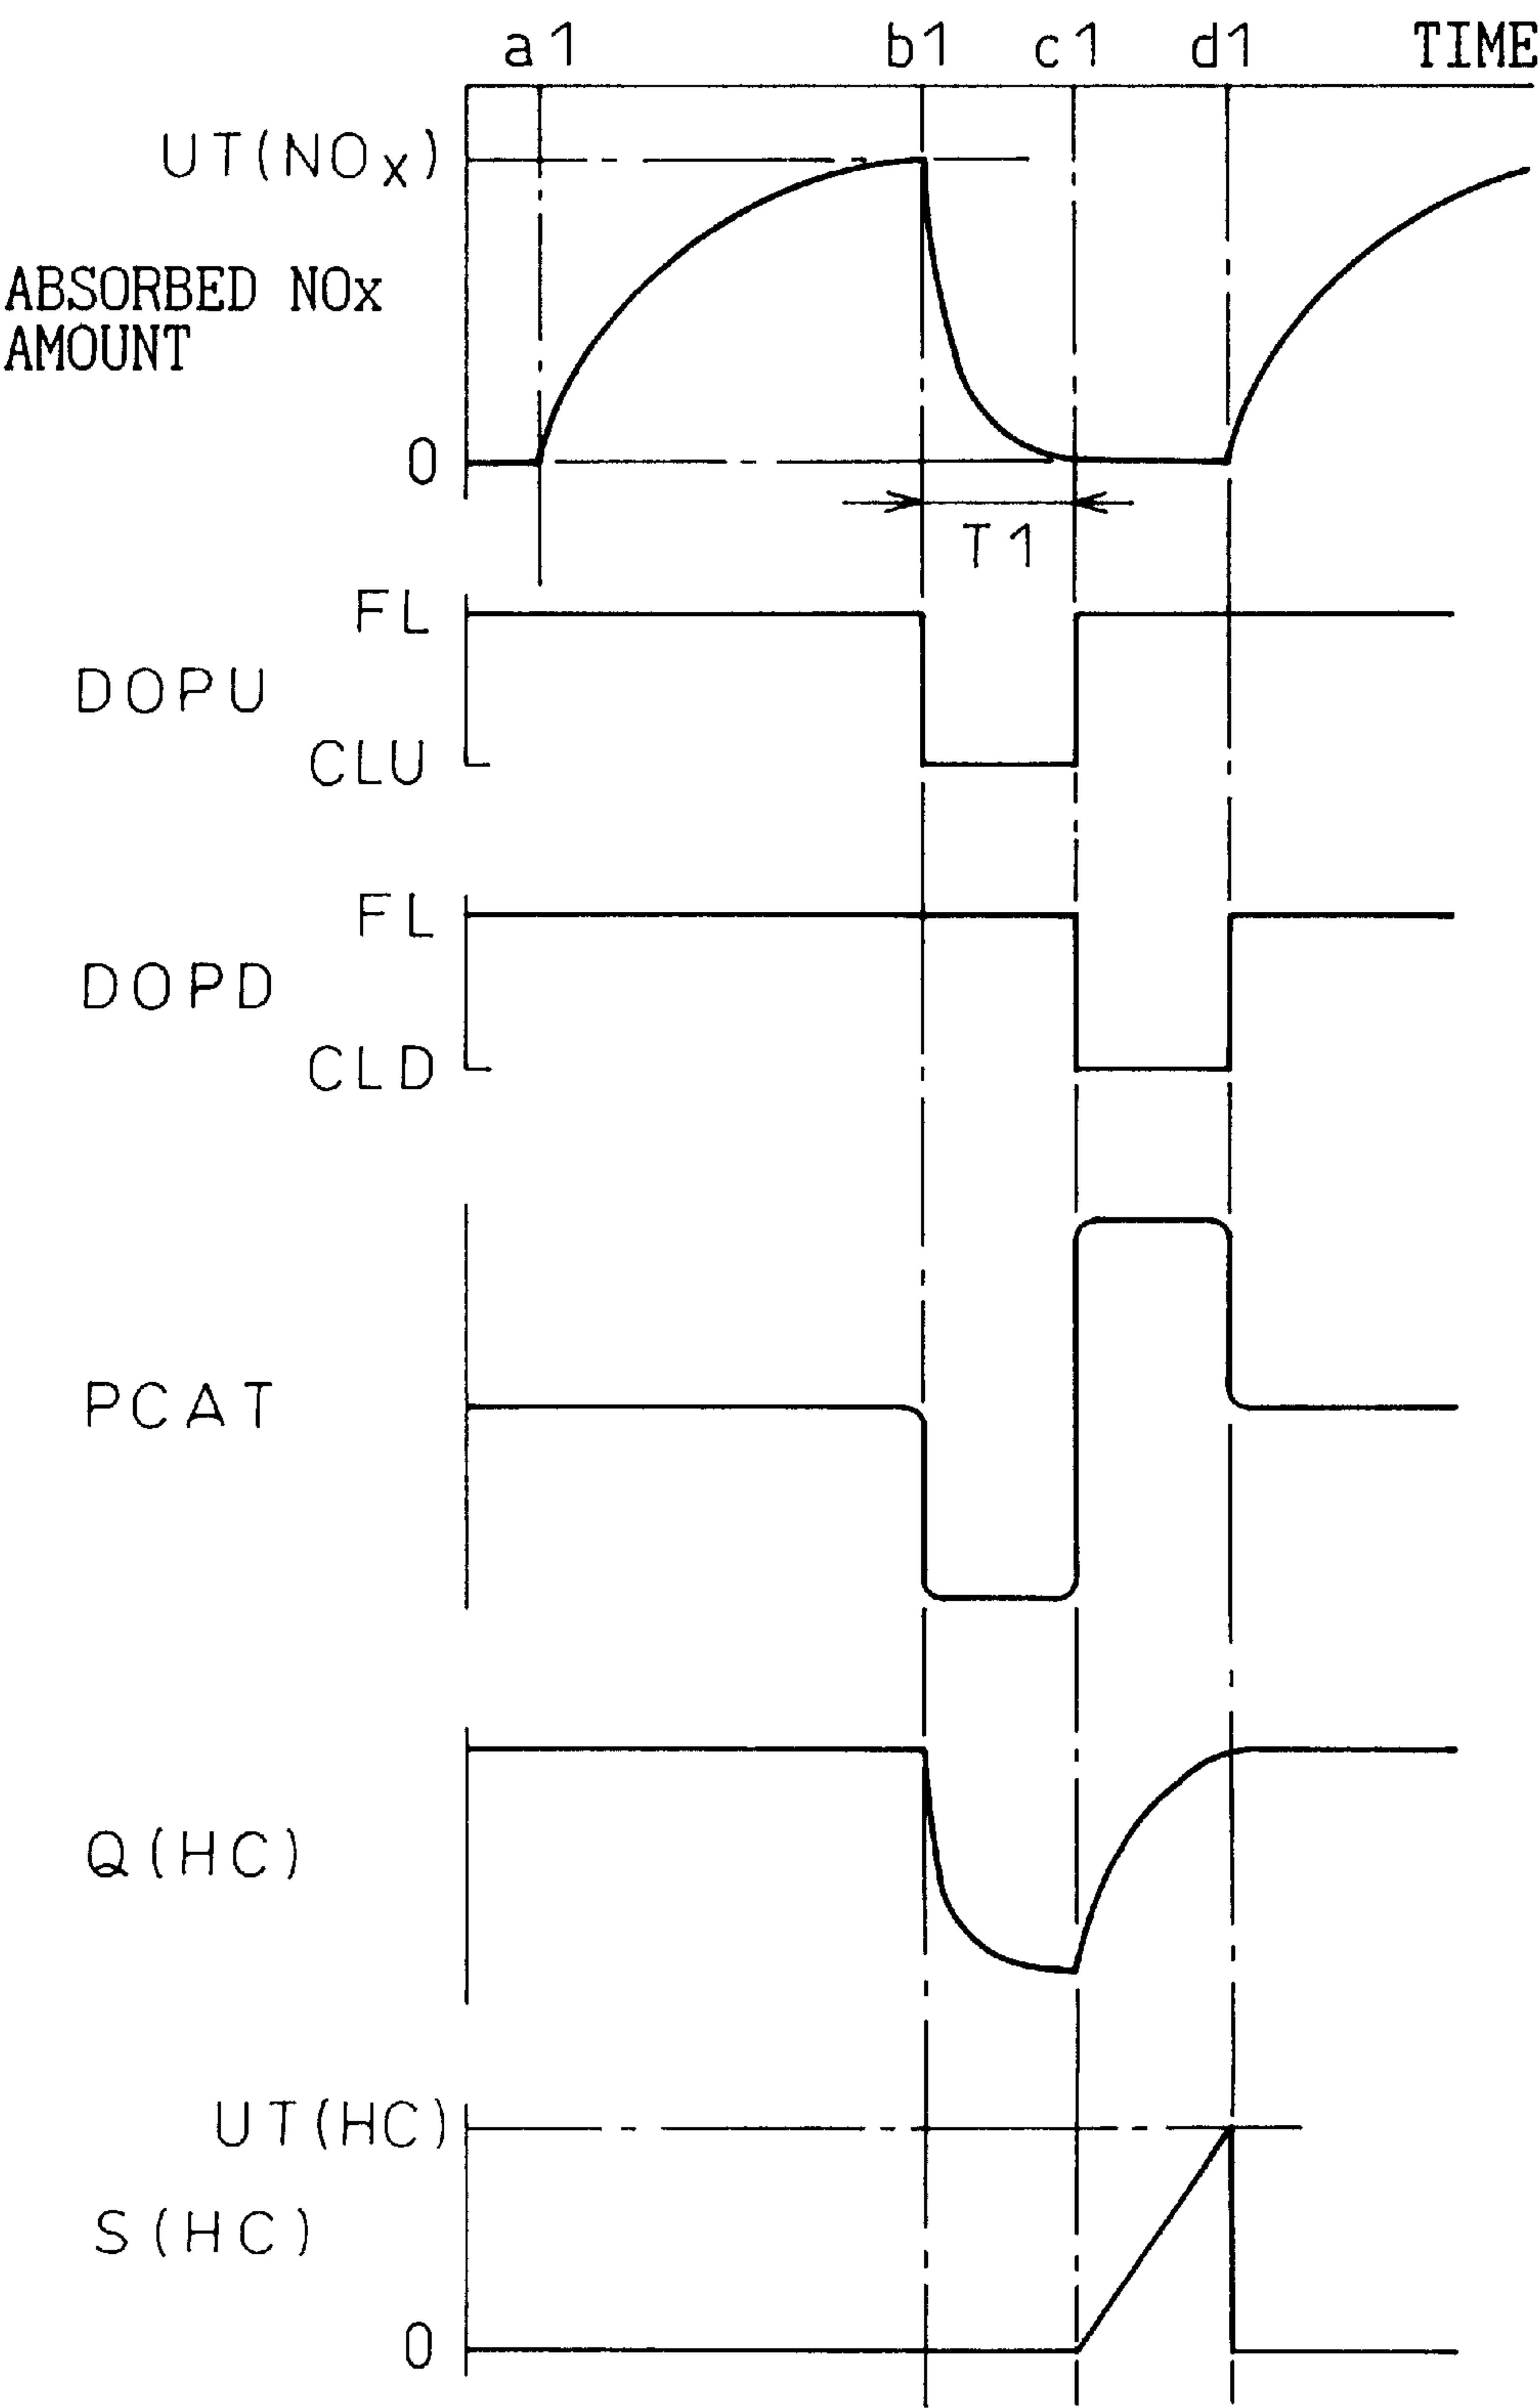 a1 b1 c1 d1 TIME
UT(NOx)
ABSORBED NOx
AMOUNT
0
T1
FL
DOPU
CLU
FL
DOPD
CLD
PCAT
Q(HC)
UT(HC)
S(HC)
0